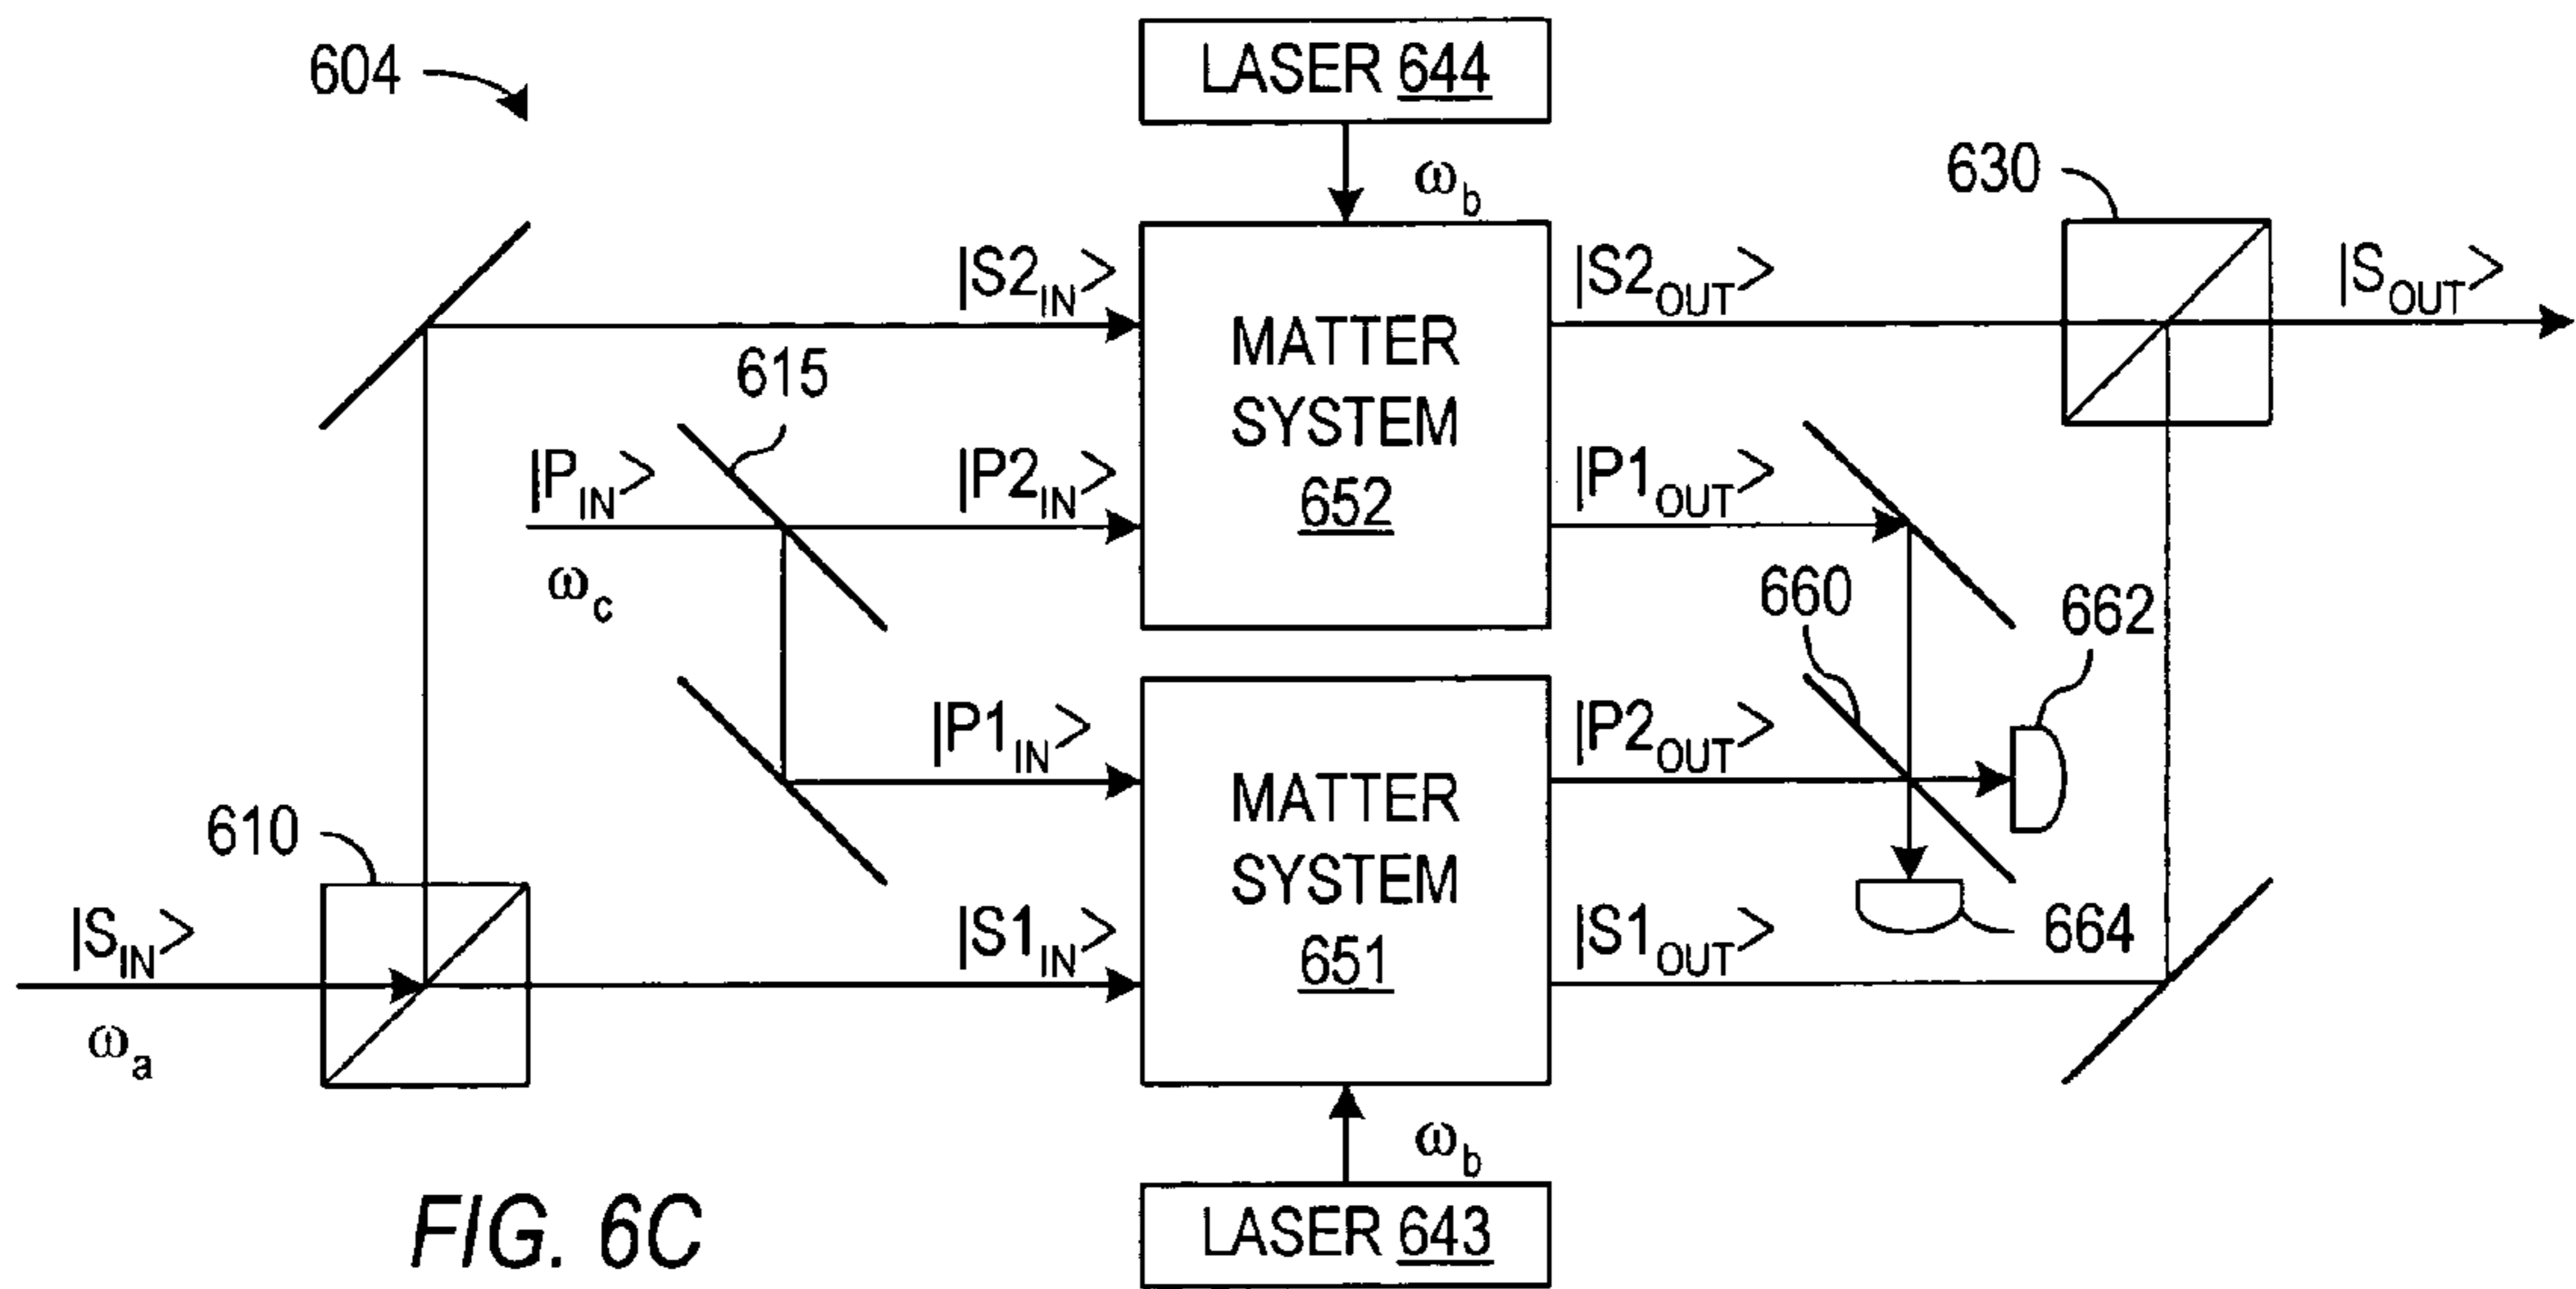 604
LASER 644
ω_b
630
|S2_IN>
|S2_OUT>
|S_OUT>
615
MATTER
SYSTEM
652
|P_IN>
|P2_IN>
|P1_OUT>
ω_c
660
662
|P1_IN>
|P2_OUT>
MATTER
SYSTEM
651
610
|S_IN>
|S1_IN>
|S1_OUT>
664
ω_a
ω_b
LASER 643
FIG. 6C